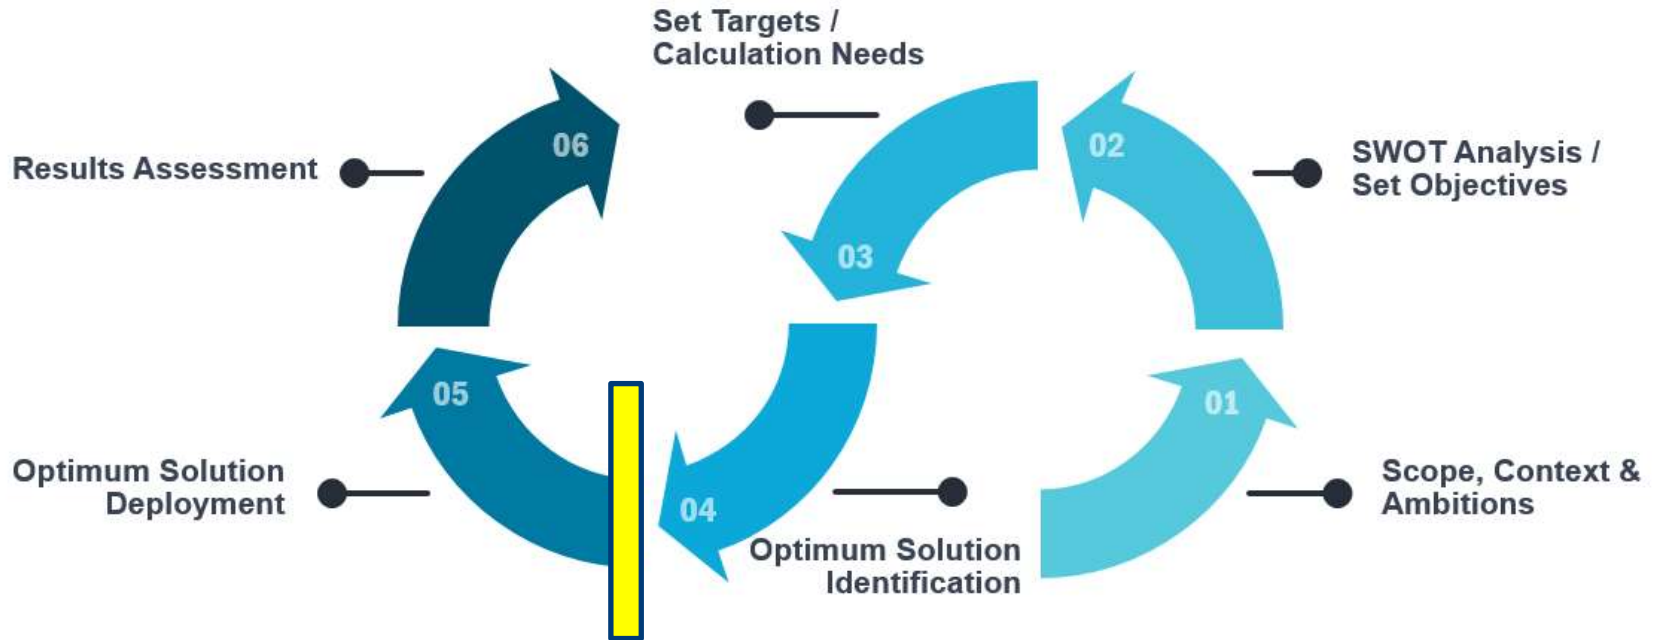 Set Targets /
Calculation Needs
06
02
Results Assessment
SWOT Analysis /
Set Objectives
03
05
01
Optimum Solution
Deployment
04
Scope, Context &
Ambitions
Optimum Solution
Identification